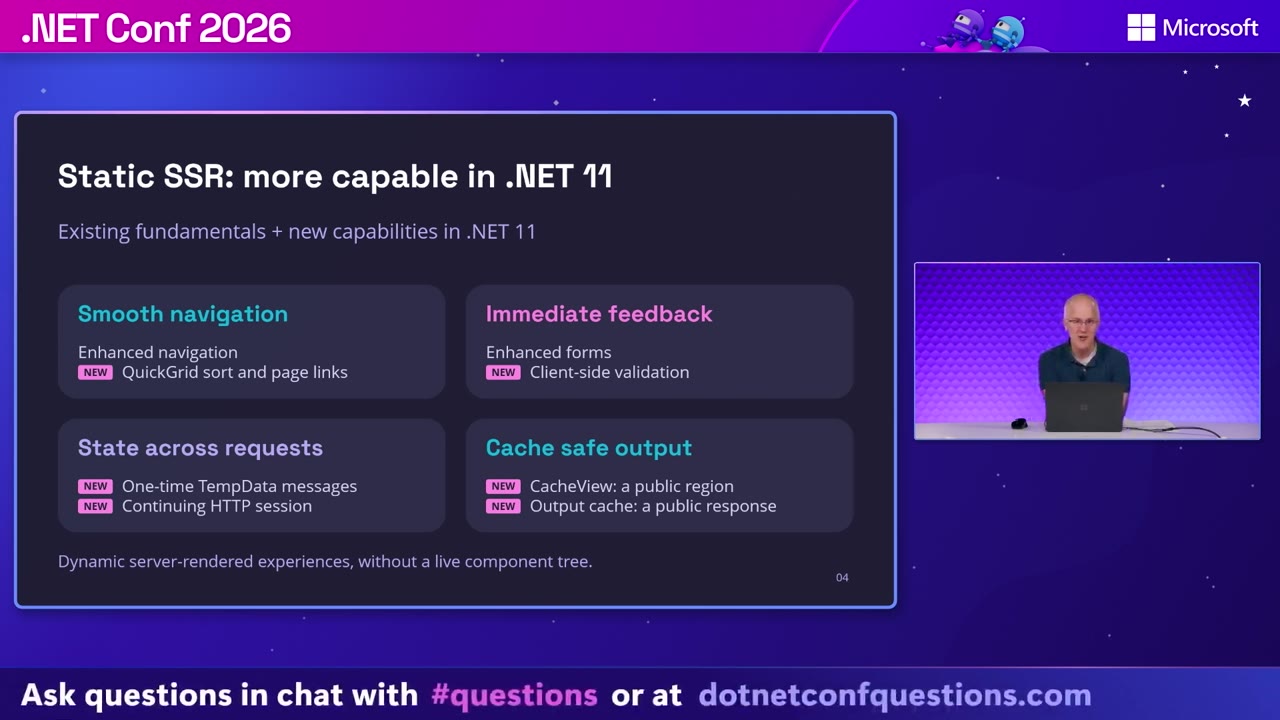 .NET Conf 2026
Microsoft
Static SSR: more capable in .NET 11
Existing fundamentals + new capabilities in .NET 11
Smooth navigation
Enhanced navigation
NEW QuickGrid sort and page links
Immediate feedback
Enhanced forms
NEW Client-side validation
State across requests
NEW One-time TempData messages
NEW Continuing HTTP session
Cache safe output
NEW CacheView: a public region
NEW Output cache: a public response
Dynamic server-rendered experiences, without a live component tree.
04
Ask questions in chat with #questions or at dotnetconfquestions.com